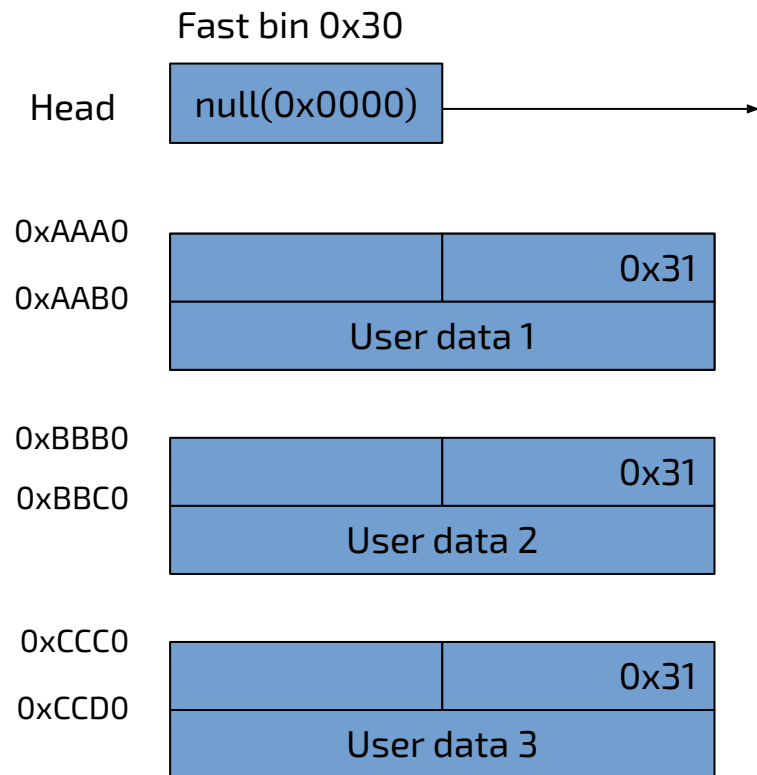 Fast bin 0x30
Head
null(0x0000)
0xAAA0
0x31
0xAAB0
User data 1
0xBBB0
0x31
0xBBC0
User data 2
0xCCC0
0x31
0xCCD0
User data 3